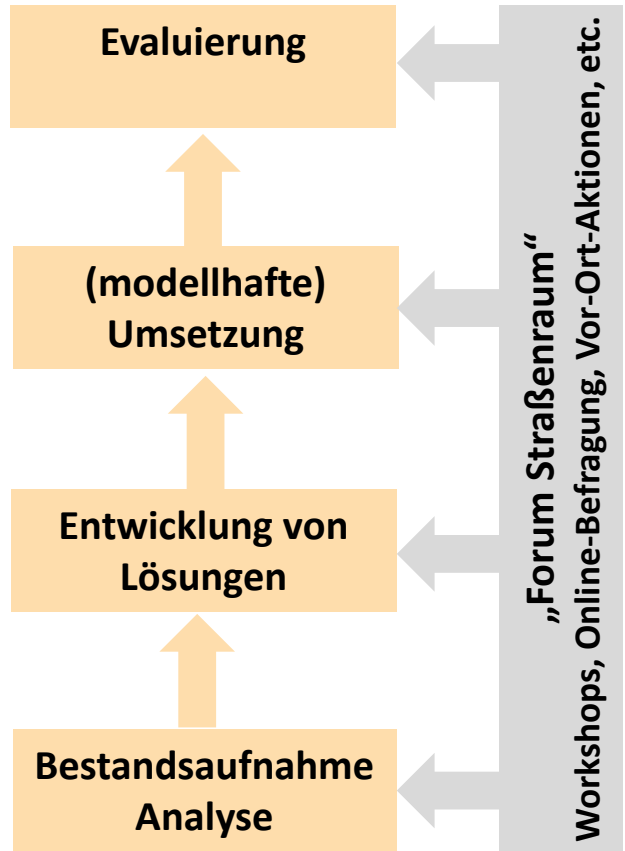 Evaluierung
(modellhafte)
Umsetzung
Entwicklung von
Lösungen
Bestandsaufnahme
Analyse
„Forum Straßenraum“
Workshops, Online-Befragung, Vor-Ort-Aktionen, etc.